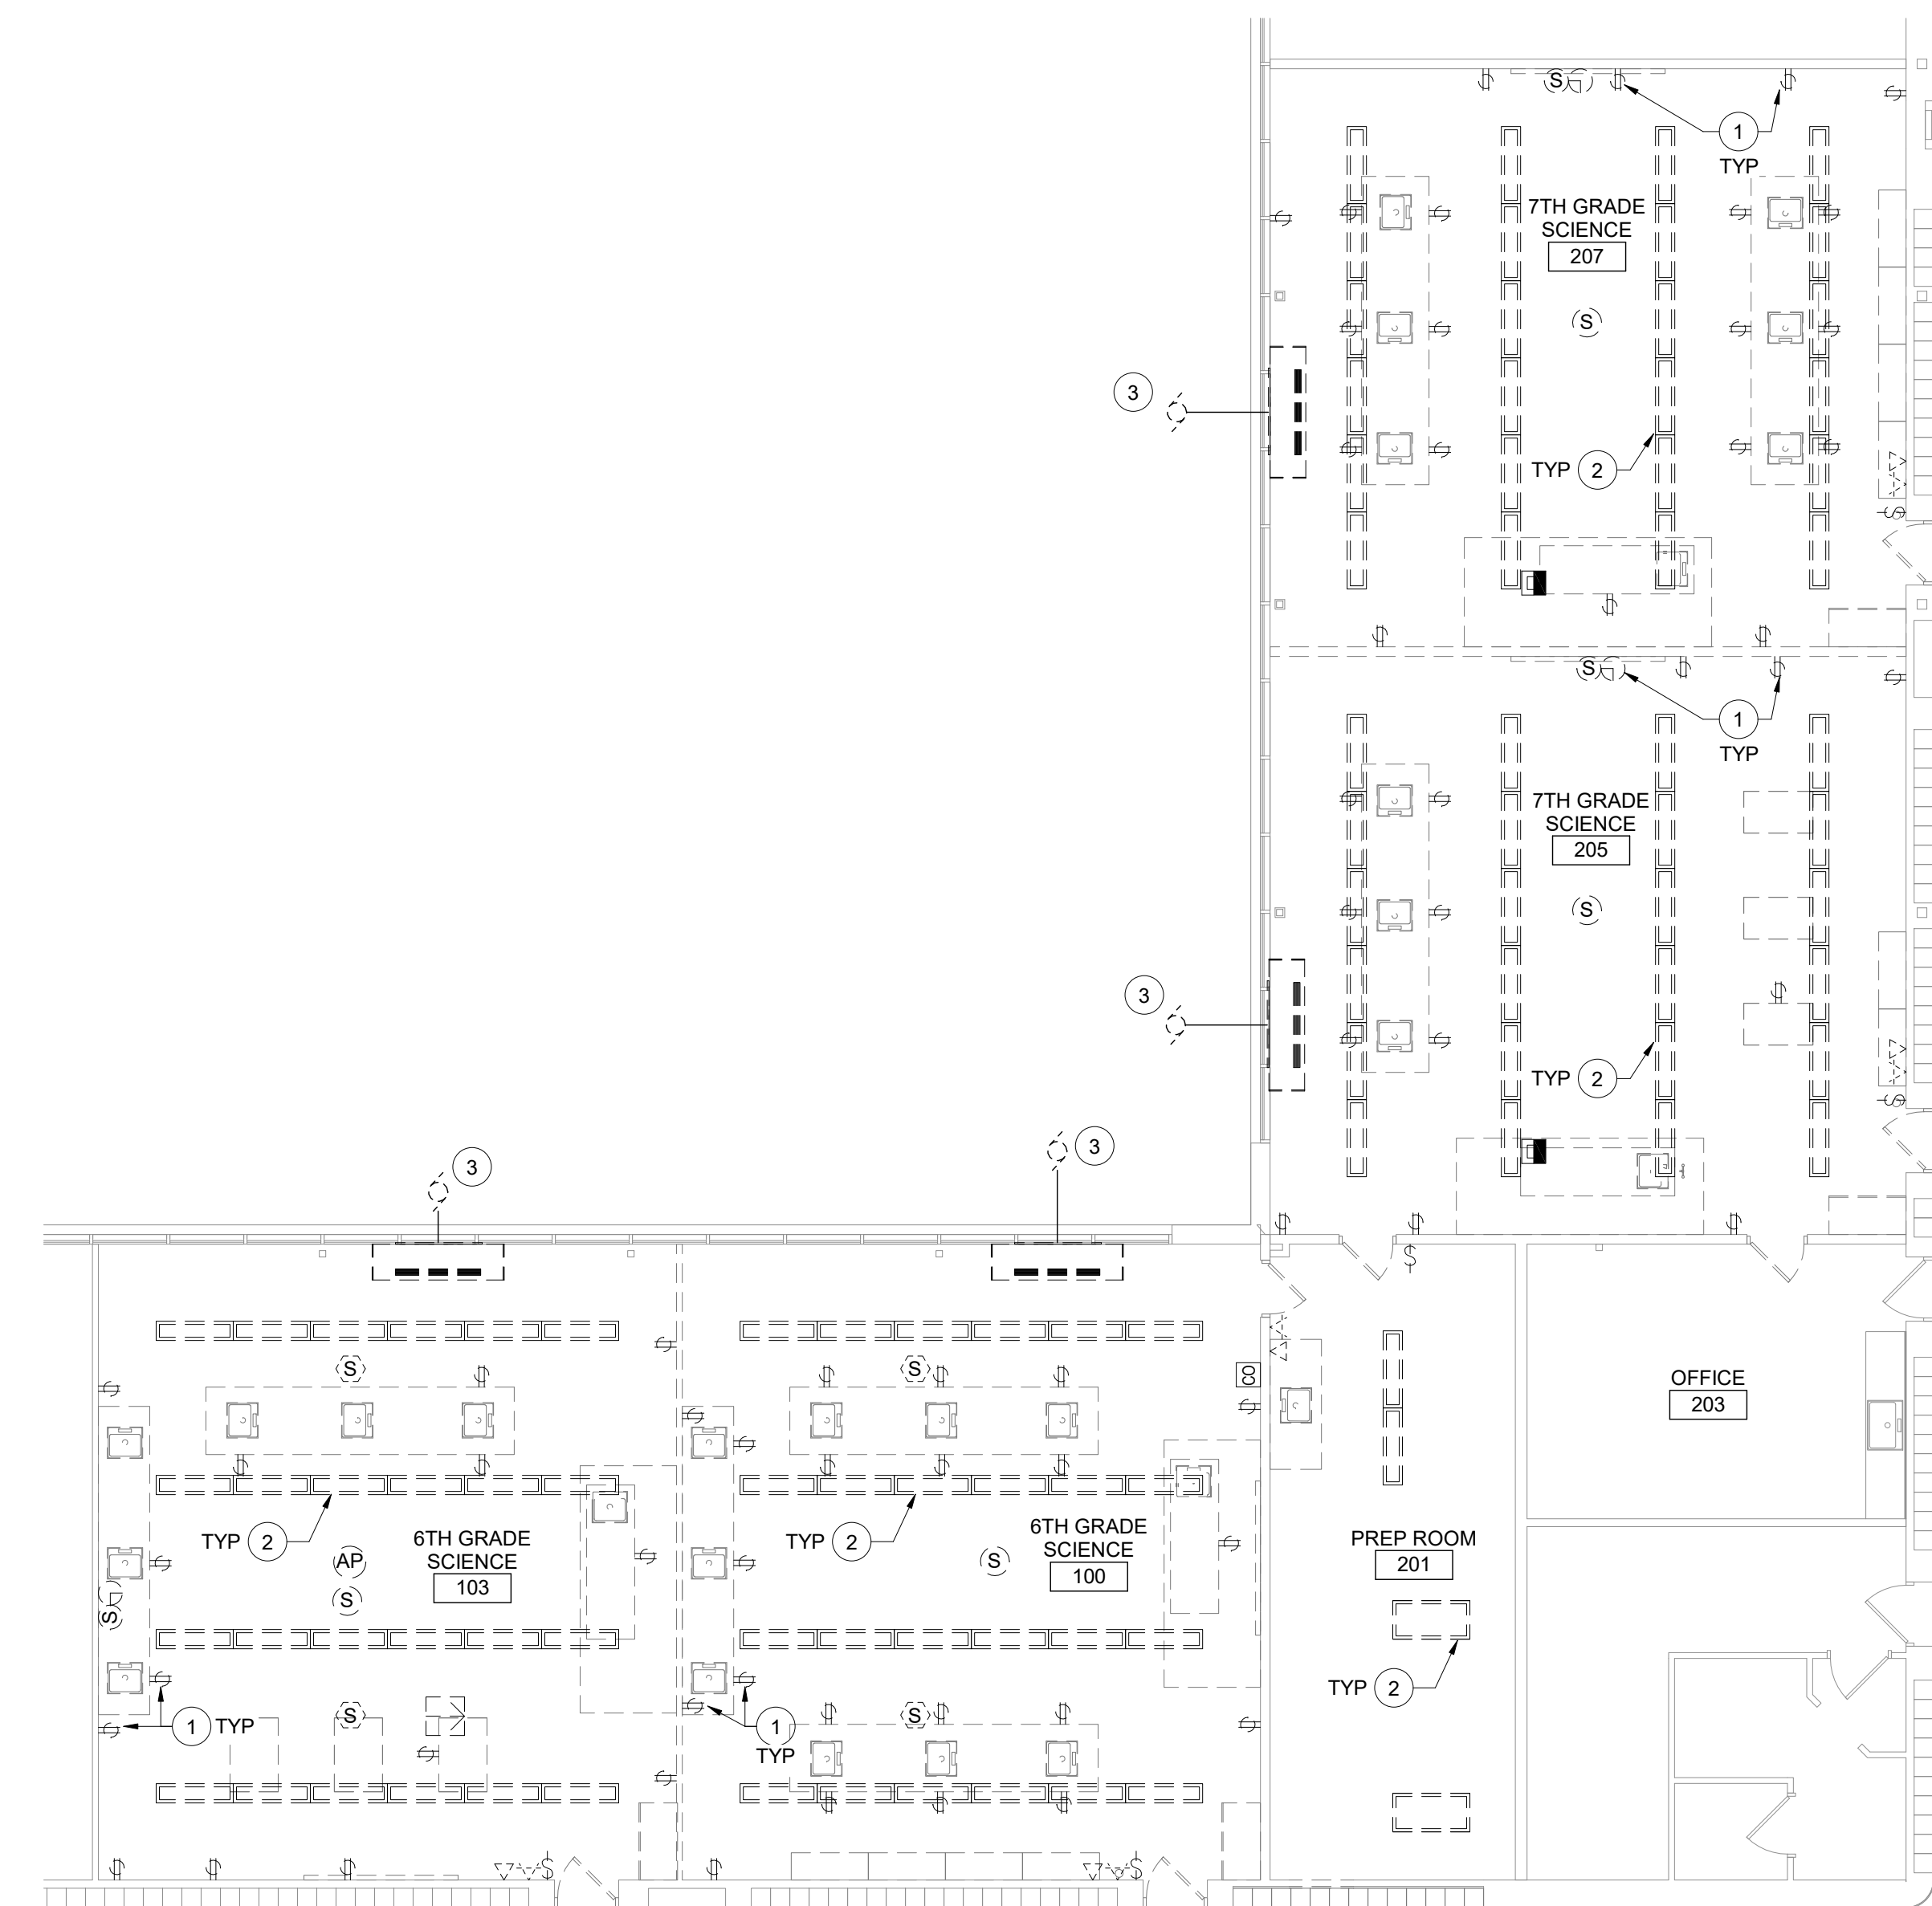 S
1
TYP
7TH GRADE
SCIENCE
207
S
3
TYP 2
S
S
1
TYP
7TH GRADE
SCIENCE
205
S
3
TYP 2
S
3
3
S
S
CO
OFFICE
203
TYP 2
6TH GRADE
SCIENCE
103
AP
S
S
TYP 2
6TH GRADE
SCIENCE
100
S
PREP ROOM
201
TYP 2
S
1 TYP
S
1
TYP